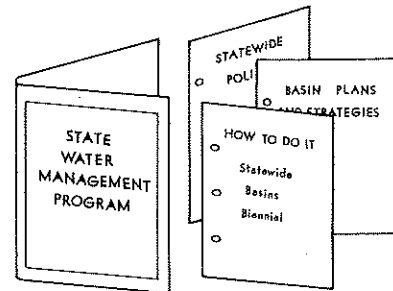 STATE
WATER
MANAGEMENT
PROGRAM
STATEWIDE
BASIN PLANS
AND STRATEGIES
HOW TO DO IT
Statewide
Basins
Biennial